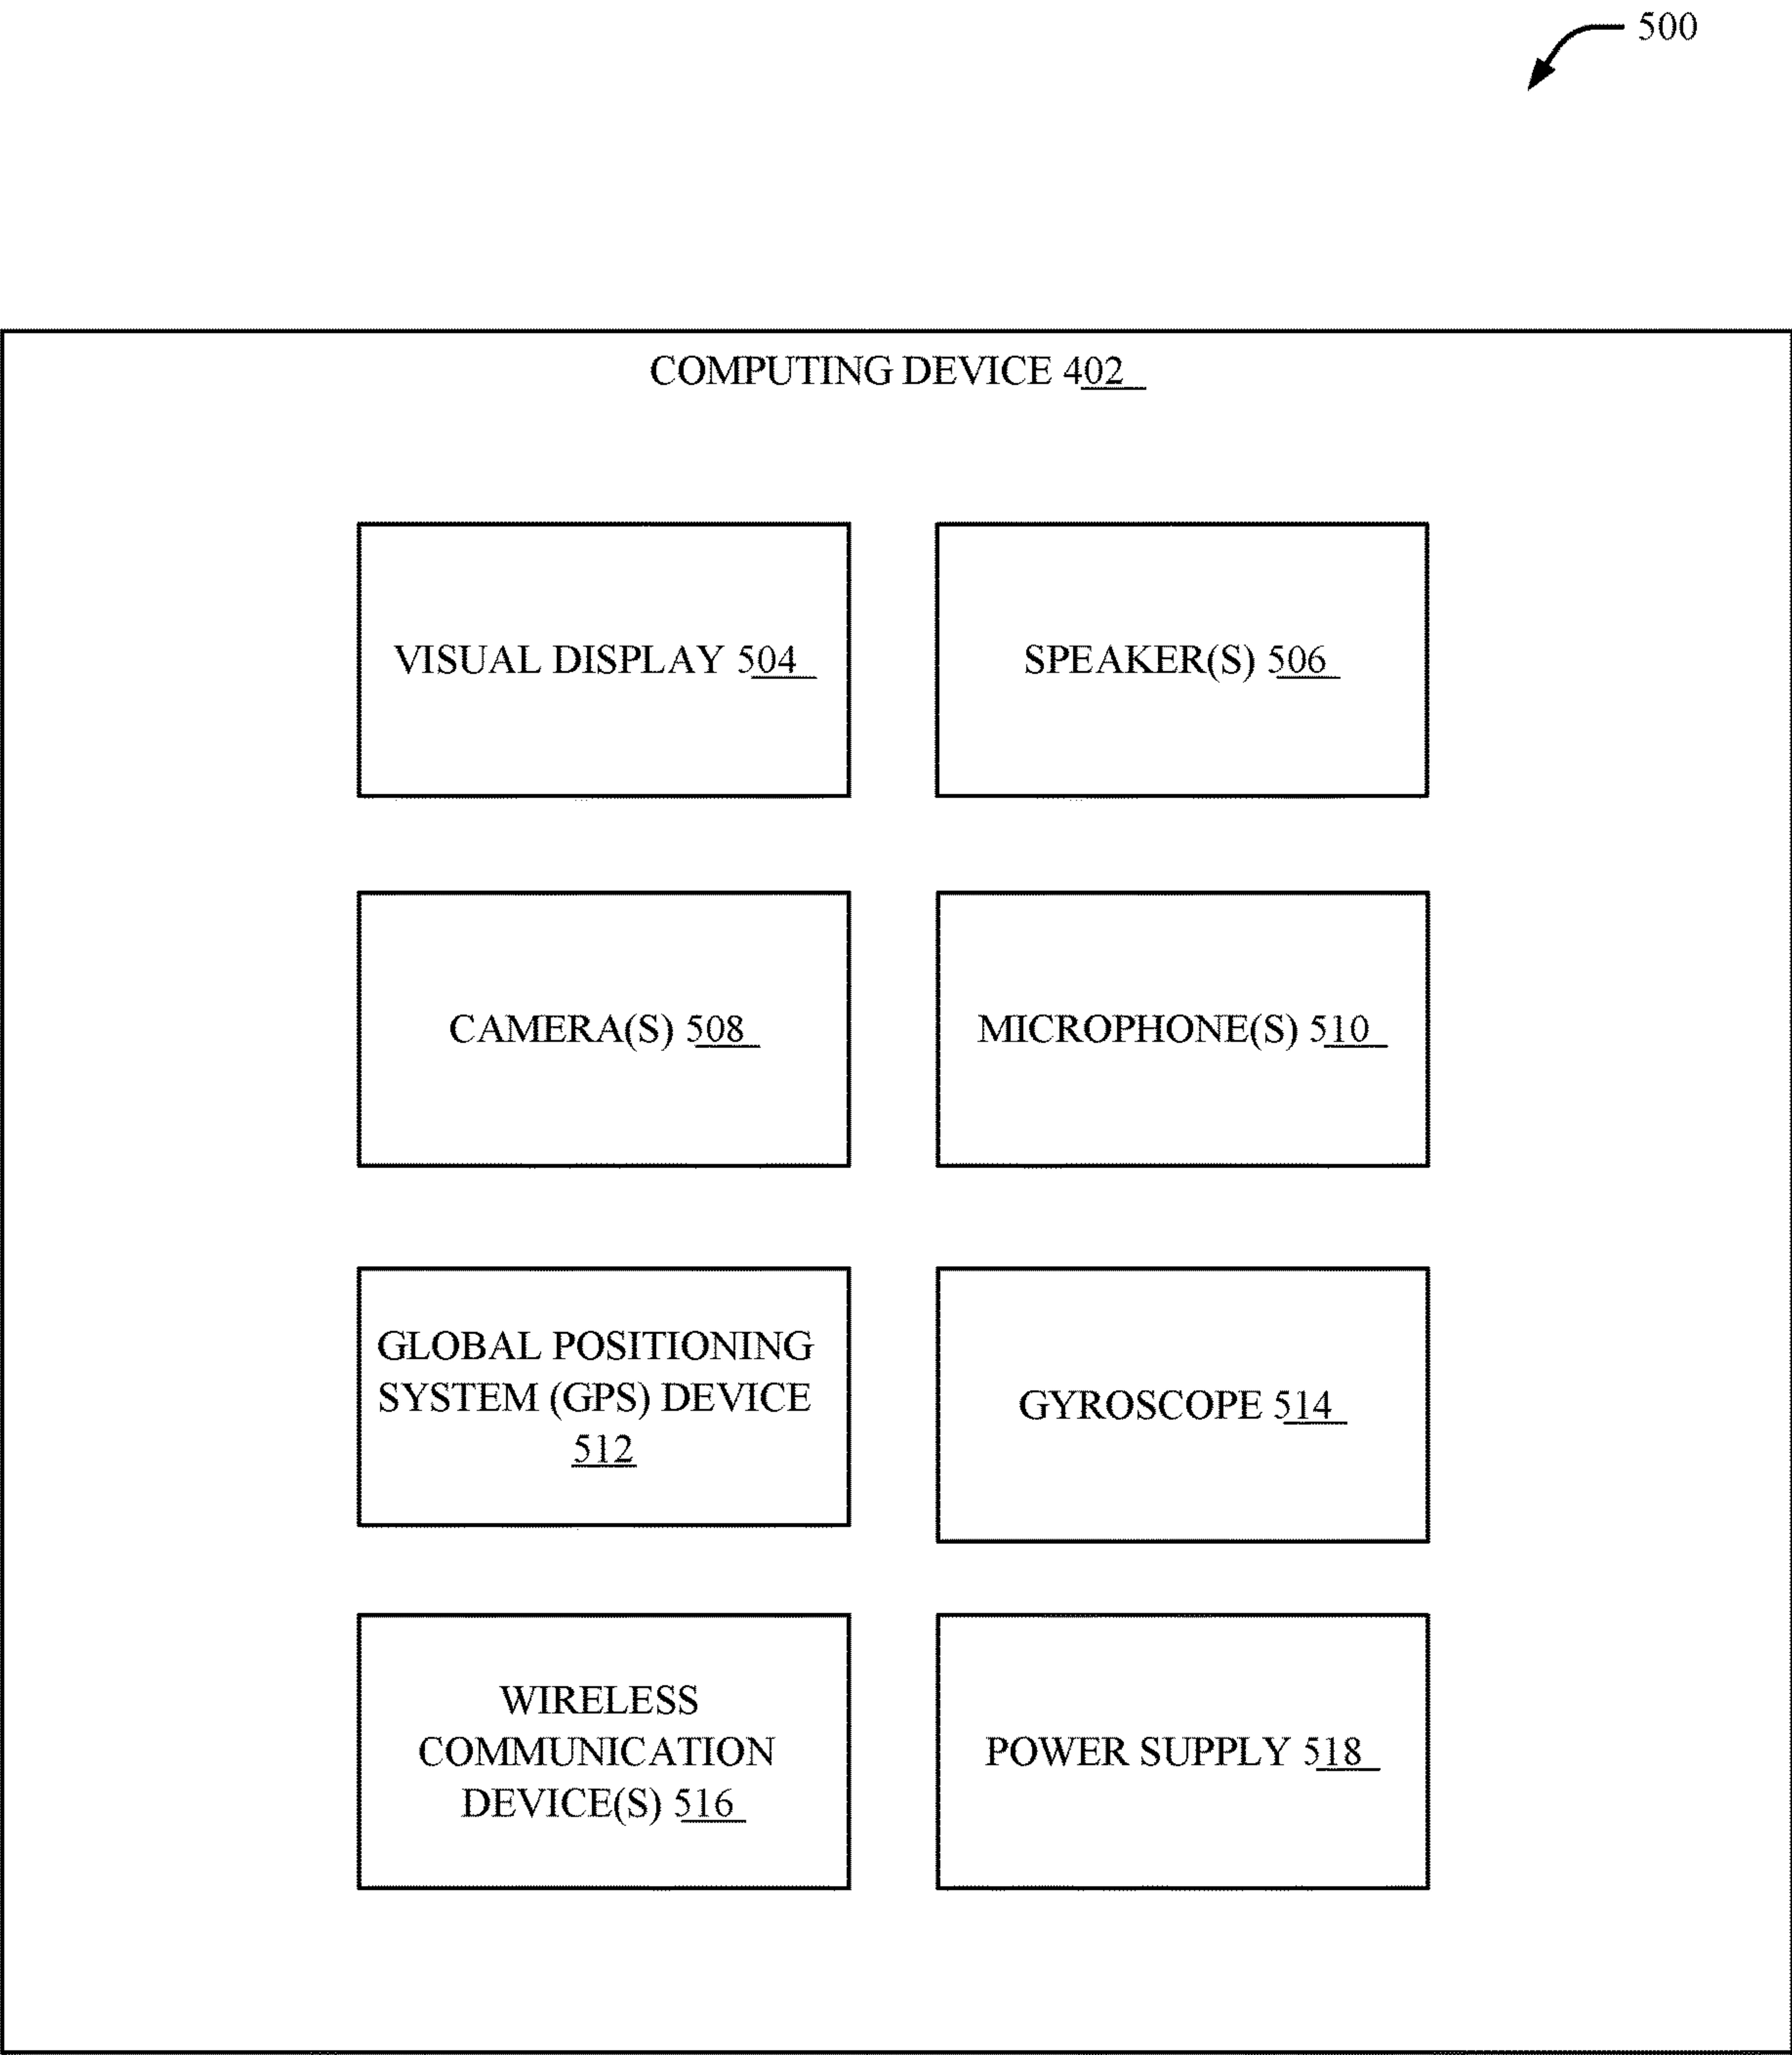 500
COMPUTING DEVICE 402
VISUAL DISPLAY 504
SPEAKER(S) 506
CAMERA(S) 508
MICROPHONE(S) 510
GLOBAL POSITIONING
SYSTEM (GPS) DEVICE
512
GYROSCOPE 514
WIRELESS
COMMUNICATION
DEVICE(S) 516
POWER SUPPLY 518